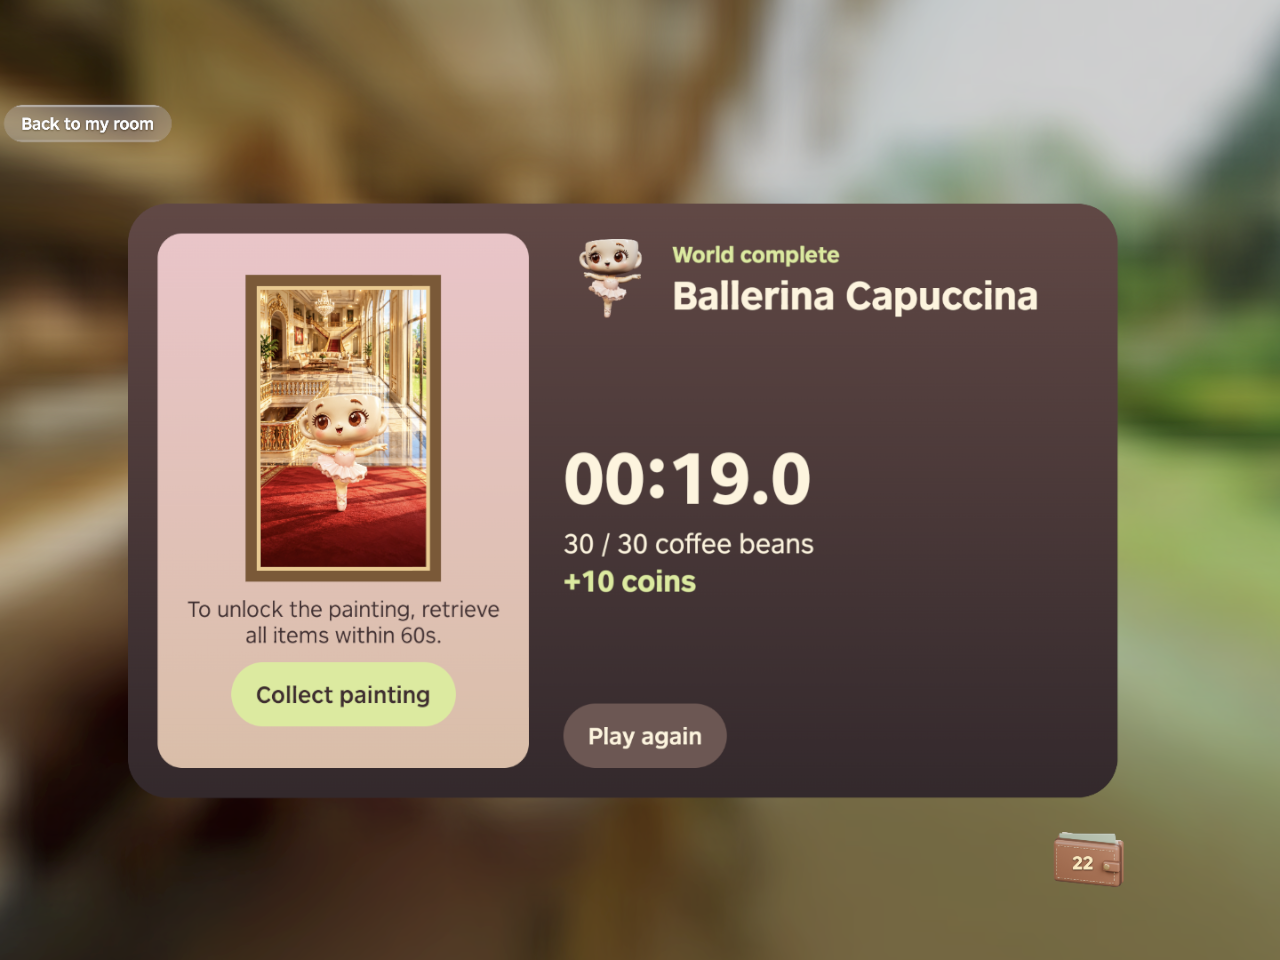 Back to my room
World complete
Ballerina Capuccina
00:19.0
30 / 30 coffee beans
+10 coins
To unlock the painting, retrieve
all items within 60s.
Collect painting
Play again
22